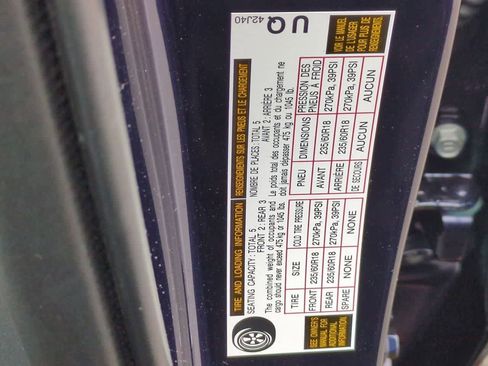 TIRE AND LOADING INFORMATION
SEATING CAPACITY: TOTAL 5
FRONT 2 : REAR 3
The combined weight of occupants and
cargo should never exceed 475 kg or 1045 lb.
TIRE SIZE COLD TIRE PRESSURE
FRONT 235/60R18 270kPa, 39PSI
REAR 235/60R18 270kPa, 39PSI
SPARE NONE NONE
SEE OWNER'S
MANUAL FOR
ADDITIONAL
INFORMATION
RENSEIGNEMENTS SUR LES PNEUS ET LE CHARGEMENT
NOMBRE DE PLACES: TOTAL 5
AVANT 2 : ARRIÈRE 3
Le poids total des occupants et du chargement ne
doit jamais dépasser 475 kg ou 1045 lb.
PNEU DIMENSIONS PRESSION DES
PNEUS À FROID
AVANT 235/60R18 270kPa, 39PSI
ARRIÈRE 235/60R18 270kPa, 39PSI
DE SECOURS AUCUN AUCUN
VOIR LE MANUEL
DE L'USAGER
POUR PLUS DE
RENSEIGNEMENTS
42J40
UQ